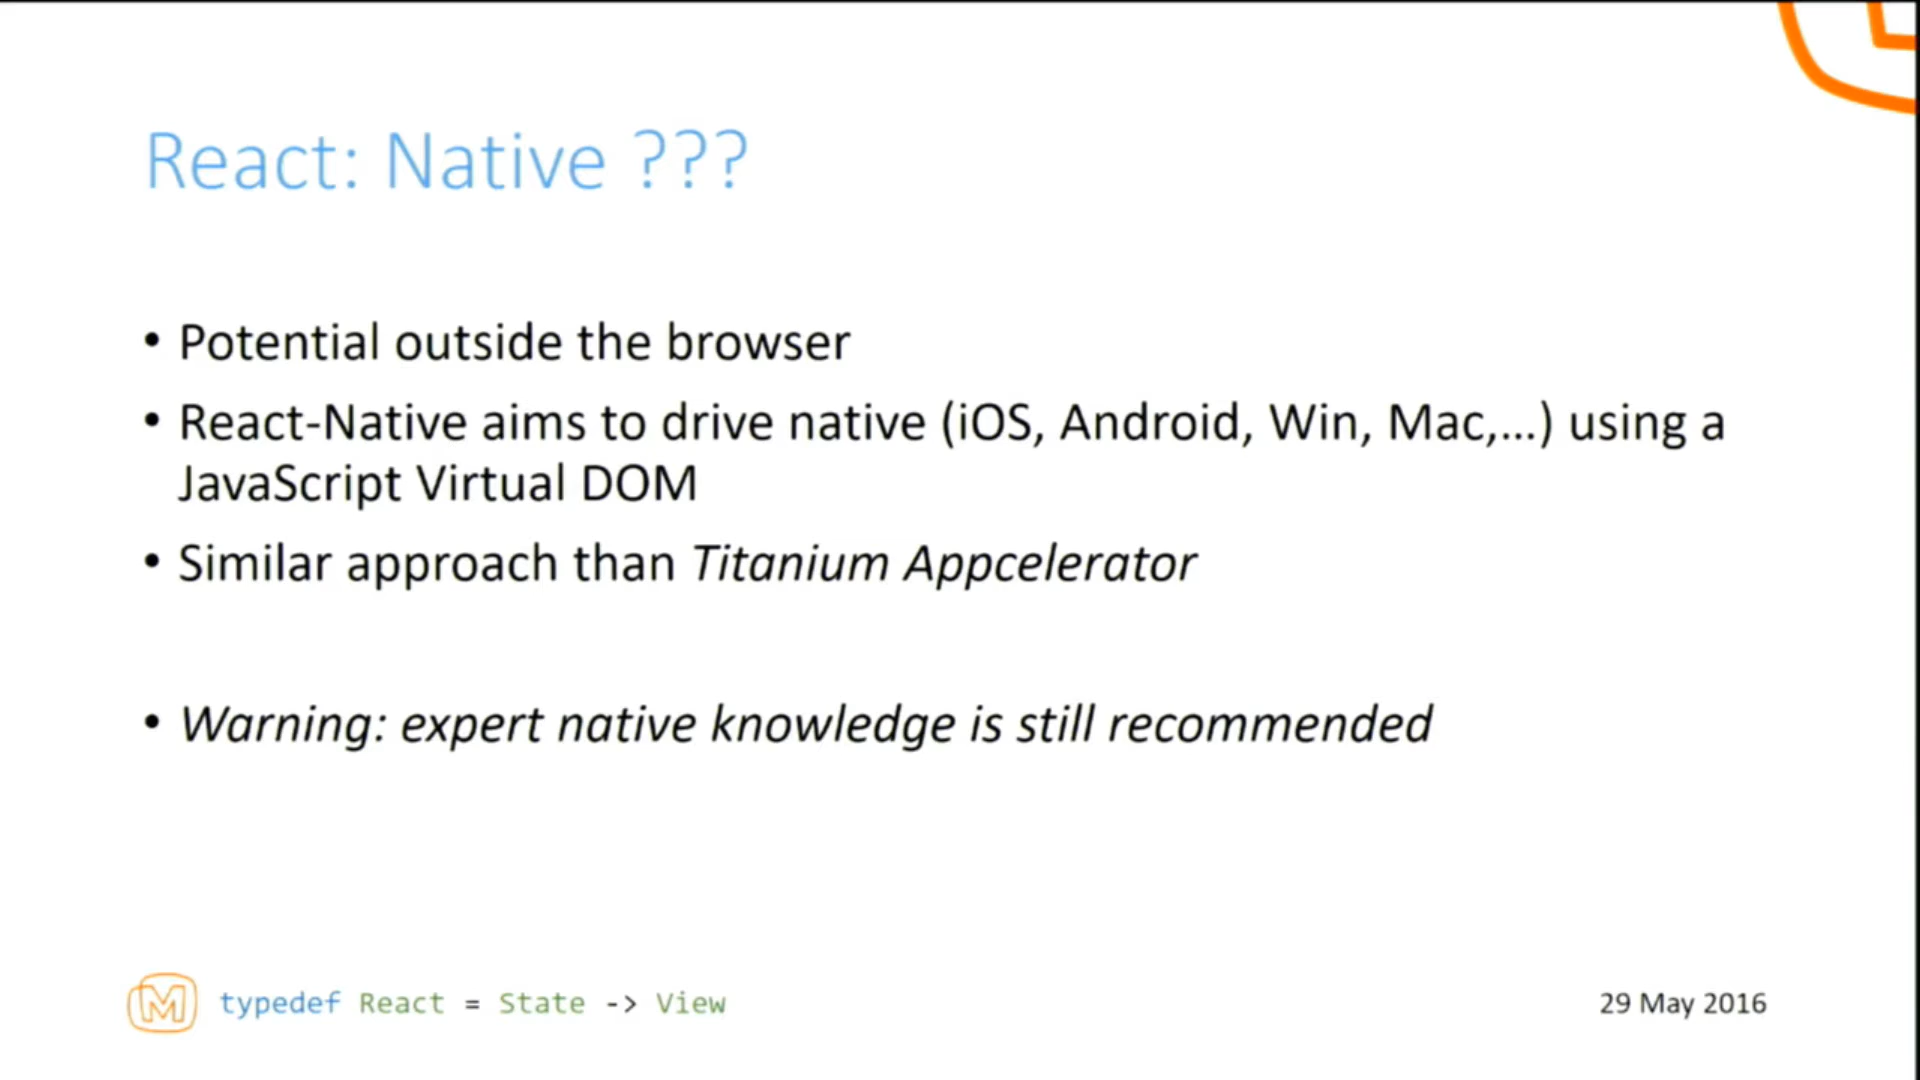 React: Native ???
• Potential outside the browser
• React-Native aims to drive native (iOS, Android, Win, Mac,...) using a
JavaScript Virtual DOM
• Similar approach than Titanium Appcelerator
• Warning: expert native knowledge is still recommended
M typedef React = State -> View
29 May 2016